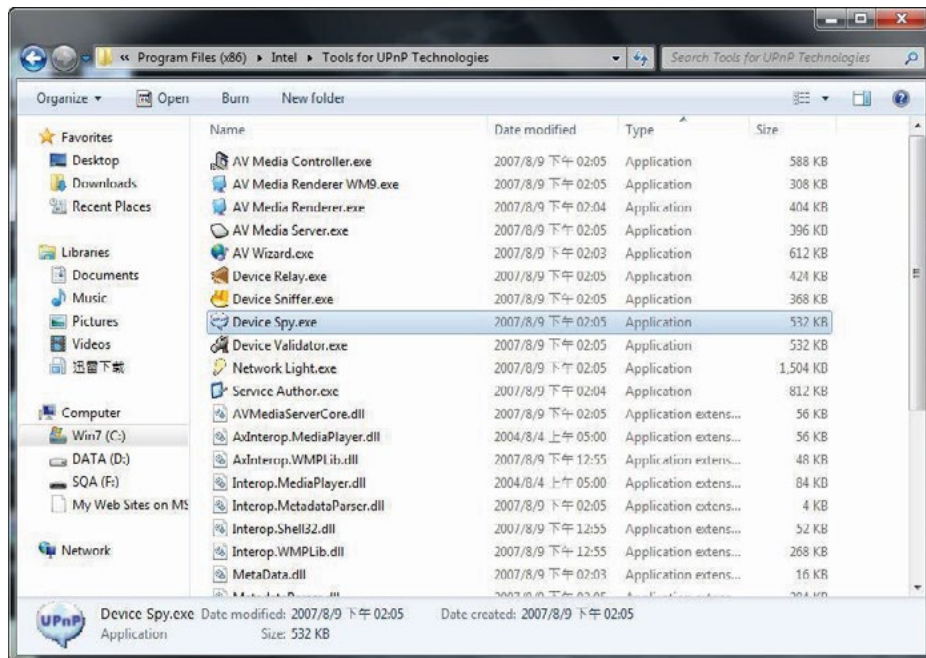 « Program Files (x86) ▸ Intel ▸ Tools for UPnP Technologies
Search Tools for UPnP Technologies
Organize Open Burn New folder
Favorites
Desktop
Downloads
Recent Places
Libraries
Documents
Music
Pictures
Videos
迅雷下载
Computer
Win7 (C:)
DATA (D:)
SQA (F:)
My Web Sites on MS
Network
Name Date modified Type Size
AV Media Controller.exe 2007/8/9 下午 02:05 Application 588 KB
AV Media Renderer WM9.exe 2007/8/9 下午 02:05 Application 308 KB
AV Media Renderer.exe 2007/8/9 下午 02:04 Application 404 KB
AV Media Server.exe 2007/8/9 下午 02:05 Application 396 KB
AV Wizard.exe 2007/8/9 下午 02:03 Application 612 KB
Device Relay.exe 2007/8/9 下午 02:05 Application 424 KB
Device Sniffer.exe 2007/8/9 下午 02:05 Application 368 KB
Device Spy.exe 2007/8/9 下午 02:05 Application 532 KB
Device Validator.exe 2007/8/9 下午 02:05 Application 532 KB
Network Light.exe 2007/8/9 下午 02:05 Application 1,504 KB
Service Author.exe 2007/8/9 下午 02:04 Application 812 KB
AVMediaServerCore.dll 2007/8/9 下午 02:05 Application extens... 56 KB
AxInterop.MediaPlayer.dll 2004/8/4 上午 05:00 Application extens... 56 KB
AxInterop.WMPLib.dll 2007/8/9 下午 12:55 Application extens... 48 KB
Interop.MediaPlayer.dll 2004/8/4 上午 05:00 Application extens... 84 KB
Interop.MetadataParser.dll 2007/8/9 下午 02:05 Application extens... 4 KB
Interop.Shell32.dll 2007/8/9 下午 12:55 Application extens... 52 KB
Interop.WMPLib.dll 2007/8/9 下午 12:55 Application extens... 268 KB
MetaData.dll 2007/8/9 下午 02:03 Application extens... 16 KB
UPnP
Device Spy.exe Date modified: 2007/8/9 下午 02:05 Date created: 2007/8/9 下午 02:05
Application Size: 532 KB